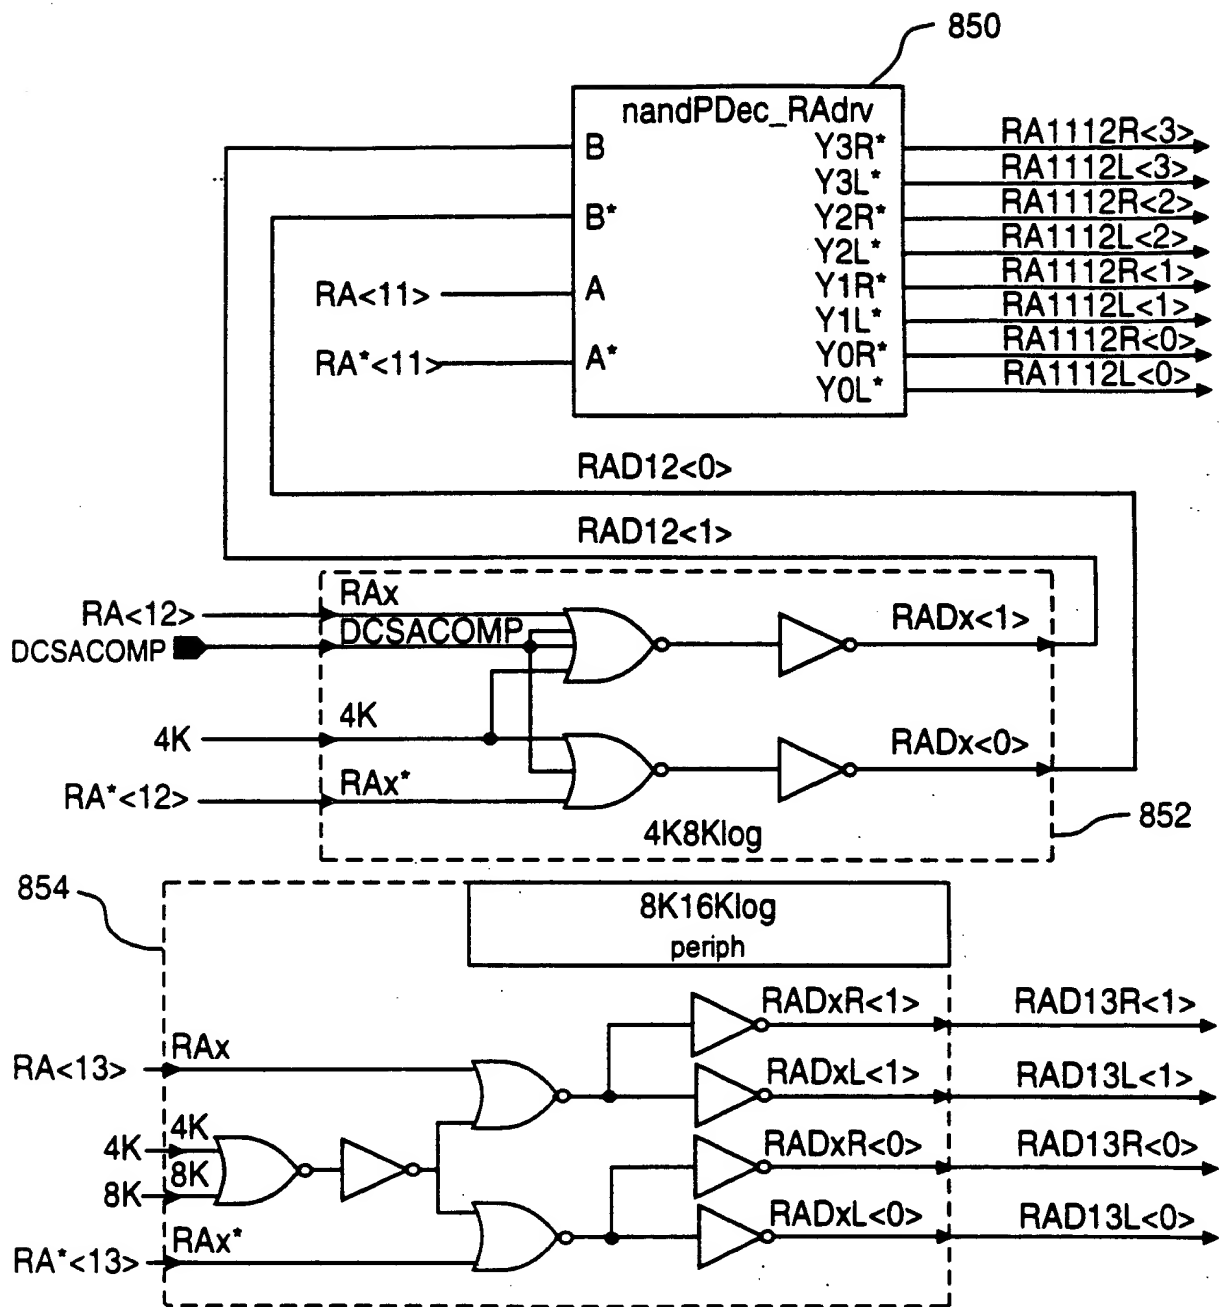 850
nandPDec_RAdrv
B
Y3R*
RA1112R<3>
Y3L*
RA1112L<3>
B*
Y2R*
RA1112R<2>
Y2L*
RA1112L<2>
RA<11>
A
Y1R*
RA1112R<1>
Y1L*
RA1112L<1>
RA*<11>
A*
Y0R*
RA1112R<0>
Y0L*
RA1112L<0>
RAD12<0>
RAD12<1>
RA<12>
RAx
RADx<1>
DCSACOMP
DCSACOMP
4K
4K
RADx<0>
RA*<12>
RAx*
4K8Klog
852
854
8K16Klog
periph
RADxR<1>
RAD13R<1>
RA<13>
RAx
RADxL<1>
RAD13L<1>
4K
4K
RADxR<0>
RAD13R<0>
8K
8K
RADxL<0>
RAD13L<0>
RA*<13>
RAx*